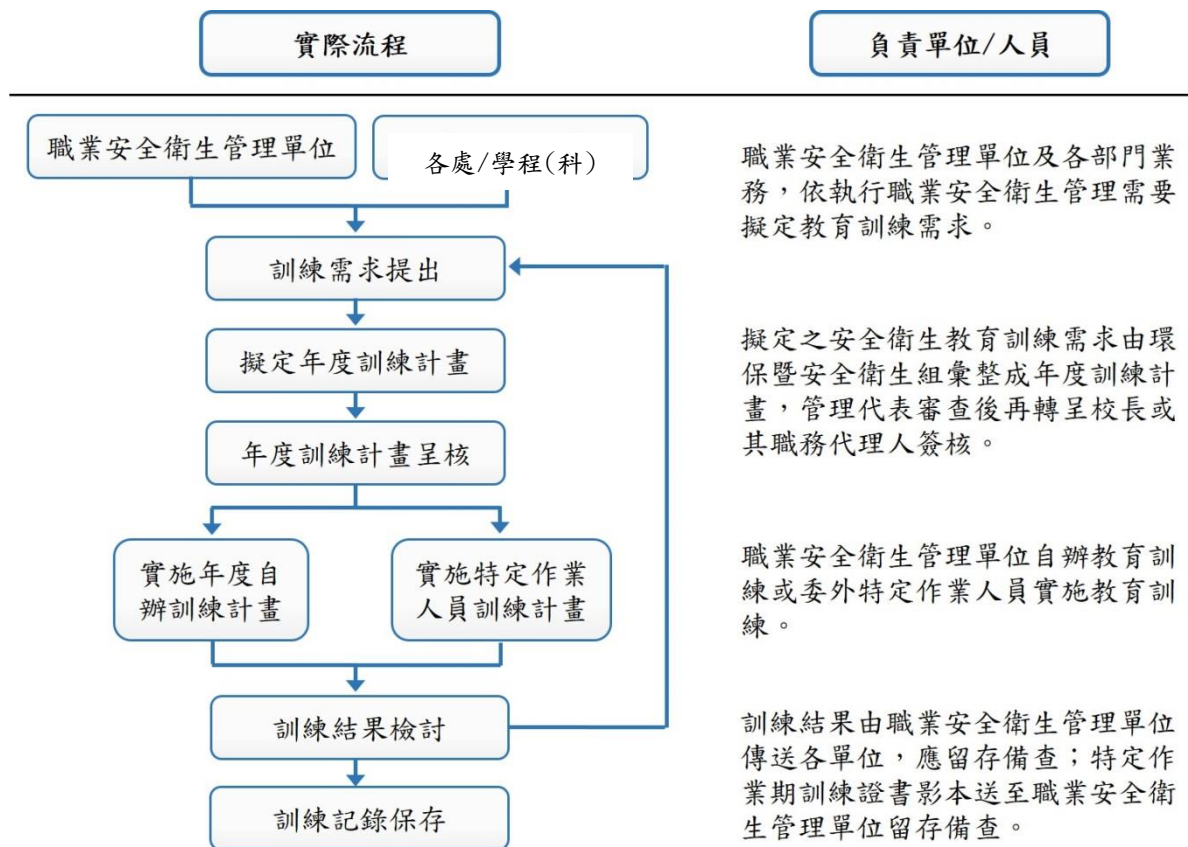 實際流程
負責單位/人員
職業安全衛生管理單位
各處/學程(科)
訓練需求提出
擬定年度訓練計畫
年度訓練計畫呈核
實施年度自
辦訓練計畫
實施特定作業
人員訓練計畫
訓練結果檢討
訓練記錄保存
職業安全衛生管理單位及各部門業
務，依執行職業安全衛生管理需要
擬定教育訓練需求。
擬定之安全衛生教育訓練需求由環
保暨安全衛生組彙整成年度訓練計
畫，管理代表審查後再轉呈校長或
其職務代理人簽核。
職業安全衛生管理單位自辦教育訓
練或委外特定作業人員實施教育訓
練。
訓練結果由職業安全衛生管理單位
傳送各單位，應留存備查；特定作
業期訓練證書影本送至職業安全衛
生管理單位留存備查。